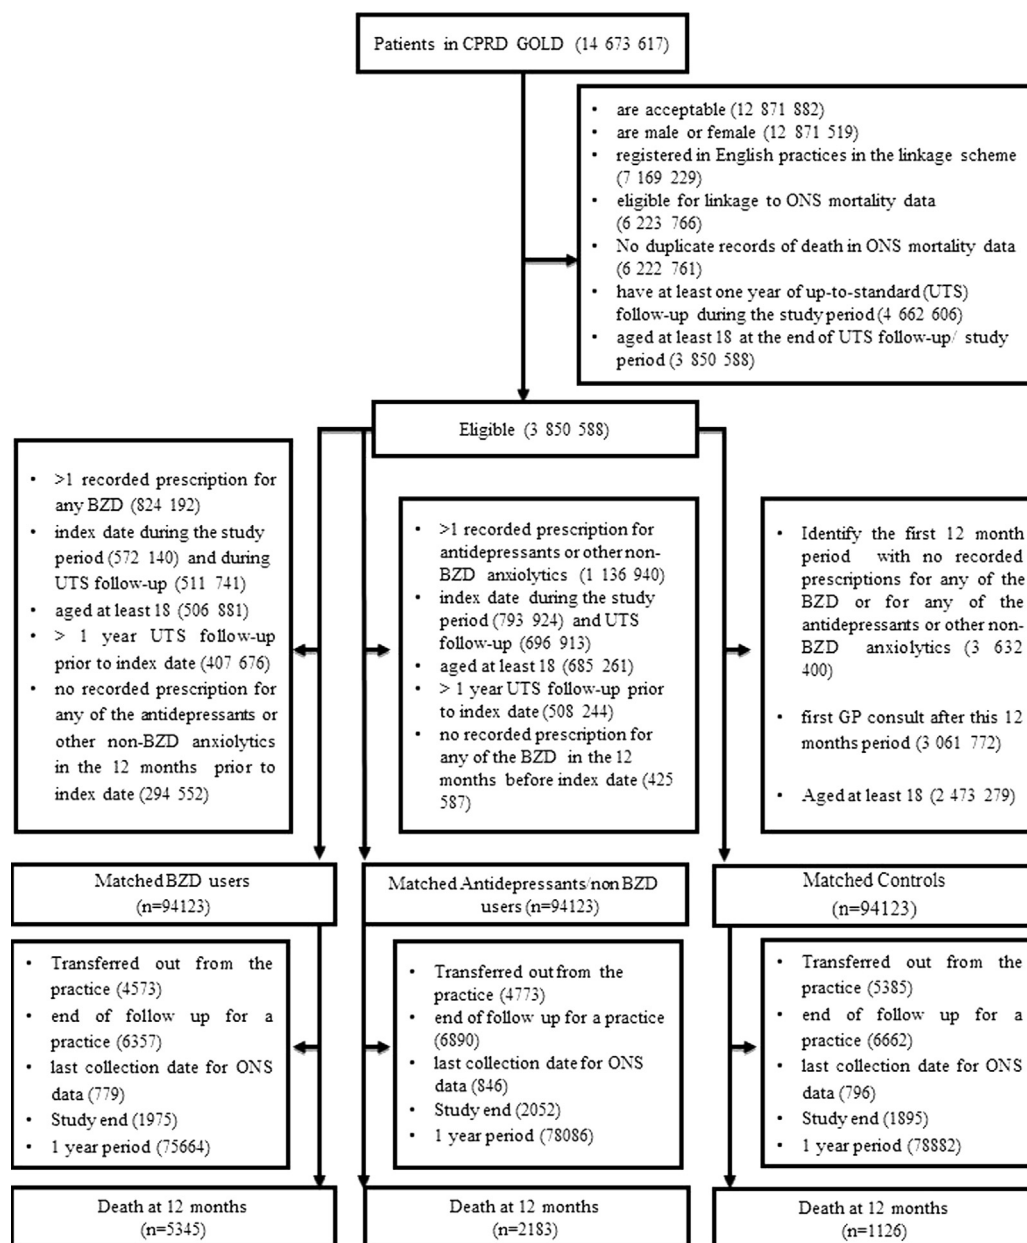 Patients in CPRD GOLD (14 673 617)
• are acceptable (12 871 882)
• are male or female (12 871 519)
• registered in English practices in the linkage scheme
(7 169 229)
• eligible for linkage to ONS mortality data
(6 223 766)
• No duplicate records of death in ONS mortality data
(6 222 761)
• have at least one year of up-to-standard (UTS)
follow-up during the study period (4 662 606)
• aged at least 18 at the end of UTS follow-up/ study
period (3 850 588)
Eligible (3 850 588)
• >1 recorded prescription for
any BZD (824 192)
• index date during the study
period (572 140) and during
UTS follow-up (511 741)
• aged at least 18 (506 881)
• > 1 year UTS follow-up
prior to index date (407 676)
• no recorded prescription for
any of the antidepressants or
other non-BZD anxiolytics
in the 12 months prior to
index date (294 552)
• >1 recorded prescription for
antidepressants or other non-
BZD anxiolytics (1 136 940)
• index date during the study
period (793 924) and UTS
follow-up (696 913)
• aged at least 18 (685 261)
• > 1 year UTS follow-up prior
to index date (508 244)
• no recorded prescription for
any of the BZD in the 12
months before index date (425
587)
• Identify the first 12 month
period with no recorded
prescriptions for any of the
BZD or for any of the
antidepressants or other non-
BZD anxiolytics (3 632
400)
• first GP consult after this 12
months period (3 061 772)
• Aged at least 18 (2 473 279)
Matched BZD users
(n=94123)
Matched Antidepressants/non BZD
users (n=94123)
Matched Controls
(n=94123)
• Transferred out from the
practice (4573)
• end of follow up for a
practice (6357)
• last collection date for ONS
data (779)
• Study end (1975)
• 1 year period (75664)
• Transferred out from the
practice (4773)
• end of follow up for a practice
(6890)
• last collection date for ONS
data (846)
• Study end (2052)
• 1 year period (78086)
• Transferred out from the
practice (5385)
• end of follow up for a
practice (6662)
• last collection date for ONS
data (796)
• Study end (1895)
• 1 year period (78882)
Death at 12 months
(n=5345)
Death at 12 months
(n=2183)
Death at 12 months
(n=1126)